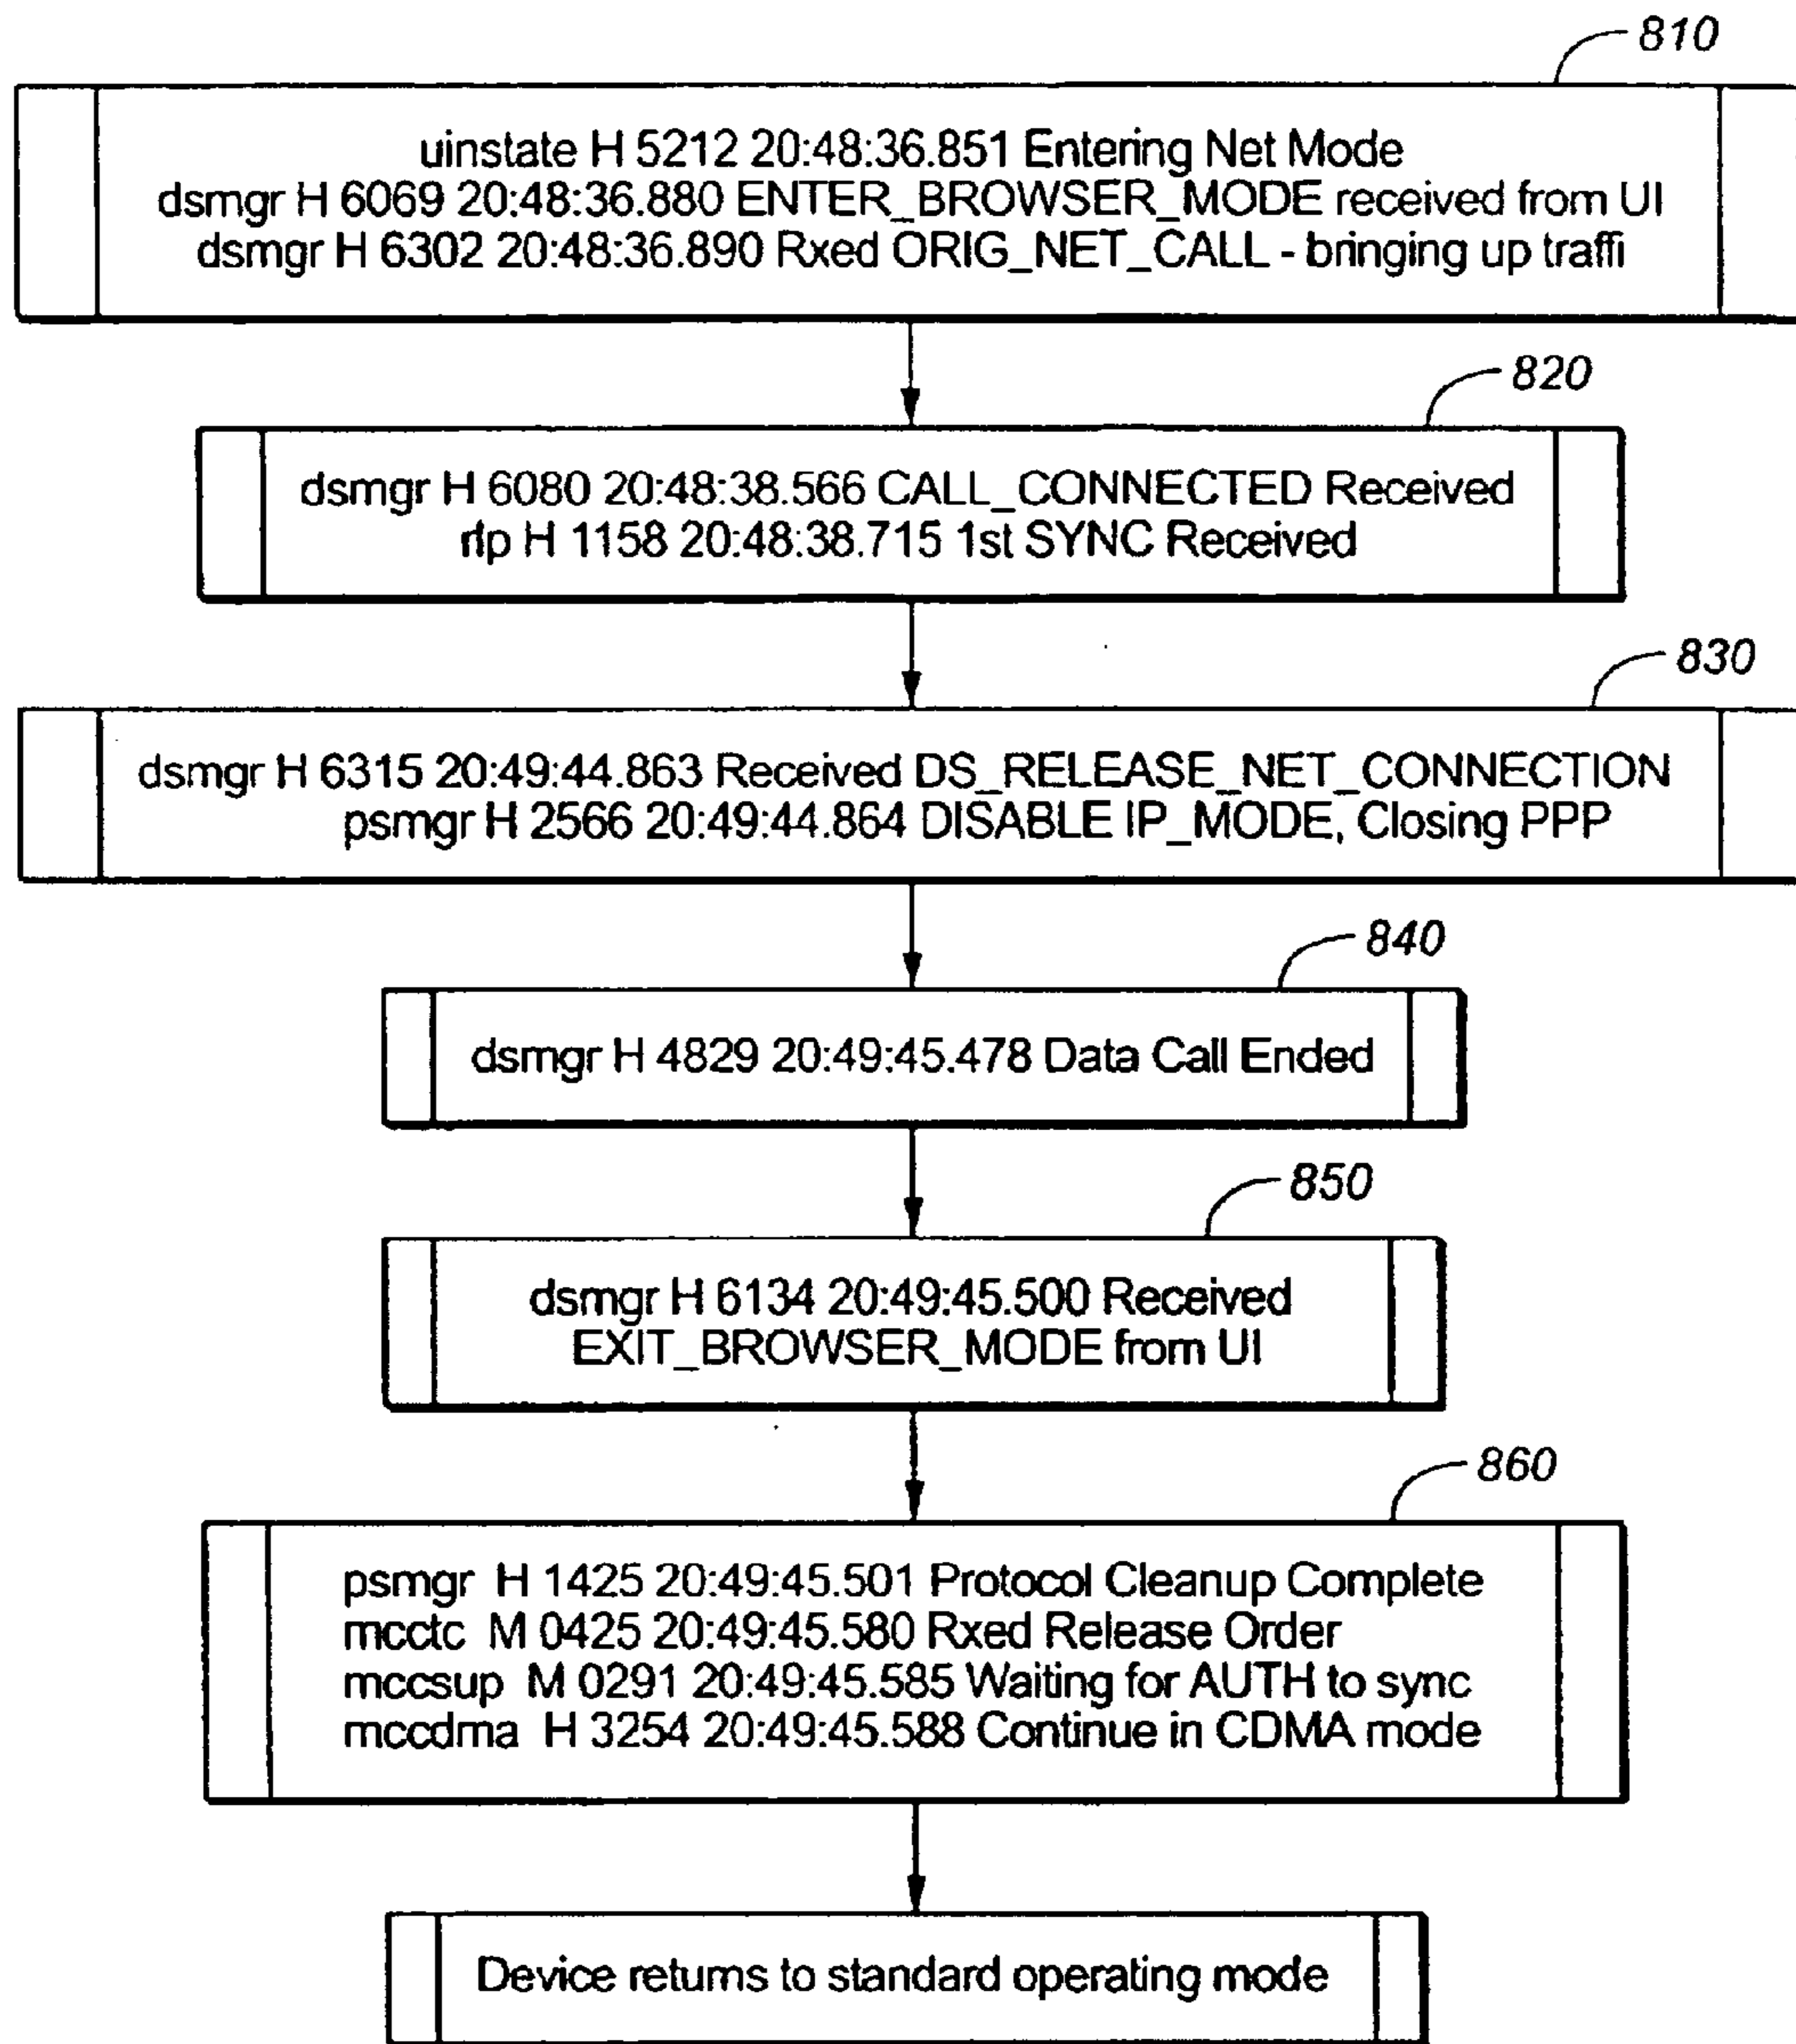 810
uinstate H 5212 20:48:36.851 Entering Net Mode
dsmgr H 6069 20:48:36.880 ENTER_BROWSER_MODE received from UI
dsmgr H 6302 20:48:36.890 Rxed ORIG_NET_CALL - bringing up traffi
820
dsmgr H 6080 20:48:38.566 CALL_CONNECTED Received
rlp H 1158 20:48:38.715 1st SYNC Received
830
dsmgr H 6315 20:49:44.863 Received DS_RELEASE_NET_CONNECTION
psmgr H 2566 20:49:44.864 DISABLE IP_MODE, Closing PPP
840
dsmgr H 4829 20:49:45.478 Data Call Ended
850
dsmgr H 6134 20:49:45.500 Received
EXIT_BROWSER_MODE from UI
860
psmgr H 1425 20:49:45.501 Protocol Cleanup Complete
mcctc M 0425 20:49:45.580 Rxed Release Order
mccsup M 0291 20:49:45.585 Waiting for AUTH to sync
mccdma H 3254 20:49:45.588 Continue in CDMA mode
Device returns to standard operating mode